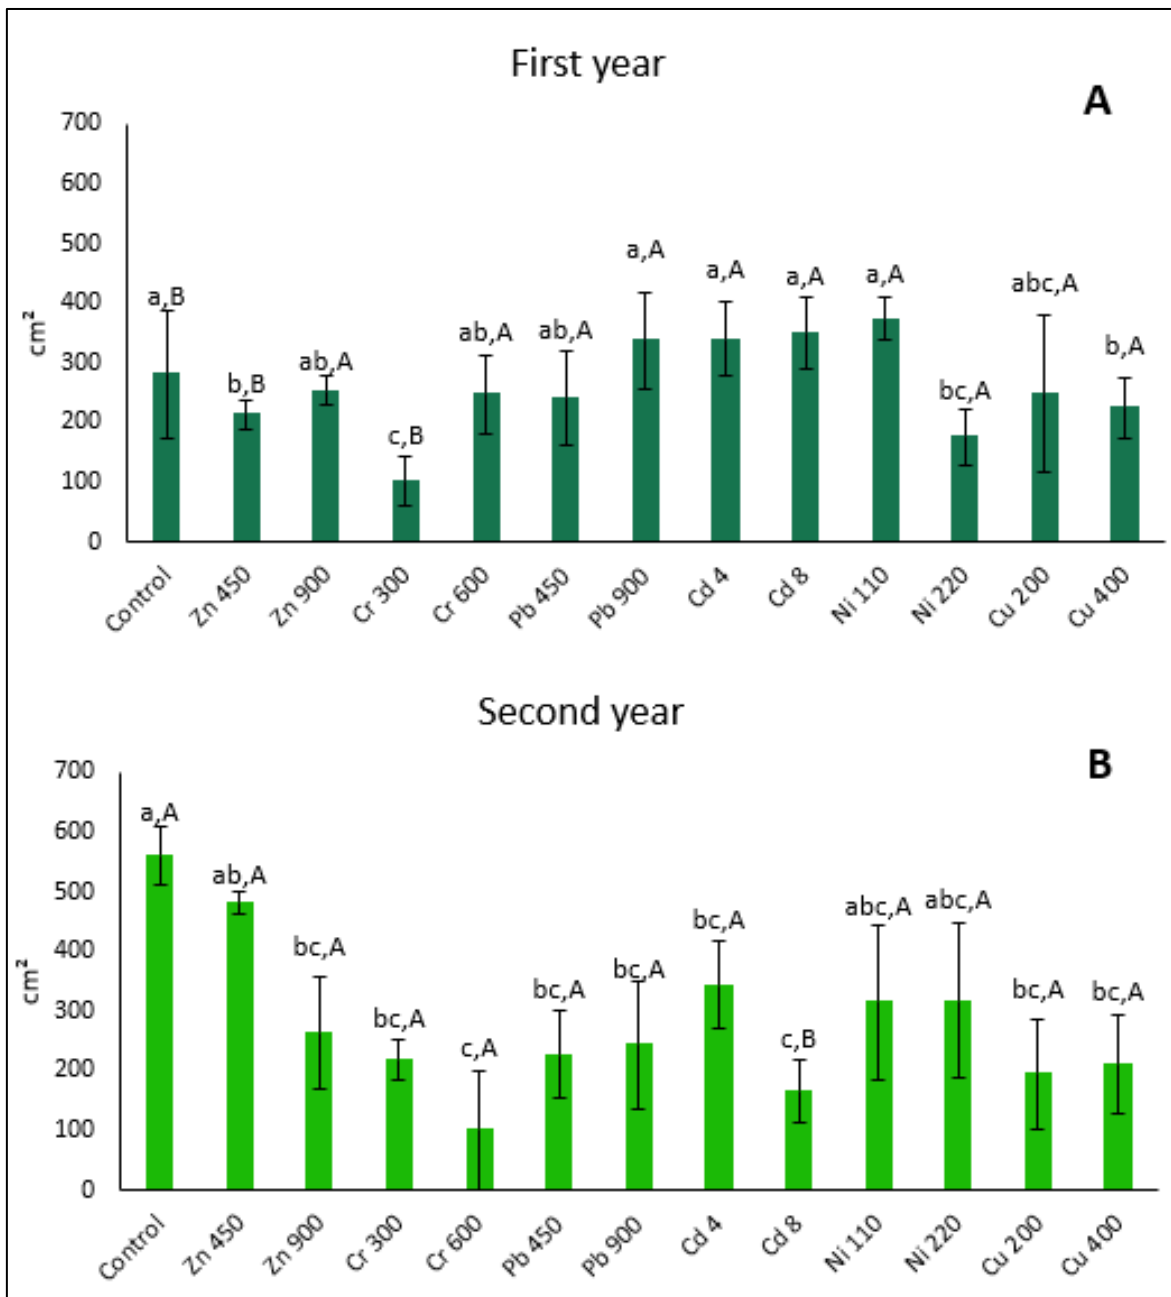 First year
A
700
600
500
400
300
200
100
0
cm²
a,B
b,B
ab,A
c,B
ab,A
ab,A
a,A
a,A
a,A
a,A
bc,A
abc,A
b,A
Control
Zn 450
Zn 900
Cr 300
Cr 600
Pb 450
Pb 900
Cd 4
Cd 8
Ni 110
Ni 220
Cu 200
Cu 400
Second year
B
700
600
500
400
300
200
100
0
cm²
a,A
ab,A
bc,A
bc,A
c,A
bc,A
bc,A
bc,A
c,B
abc,A
abc,A
bc,A
bc,A
Control
Zn 450
Zn 900
Cr 300
Cr 600
Pb 450
Pb 900
Cd 4
Cd 8
Ni 110
Ni 220
Cu 200
Cu 400